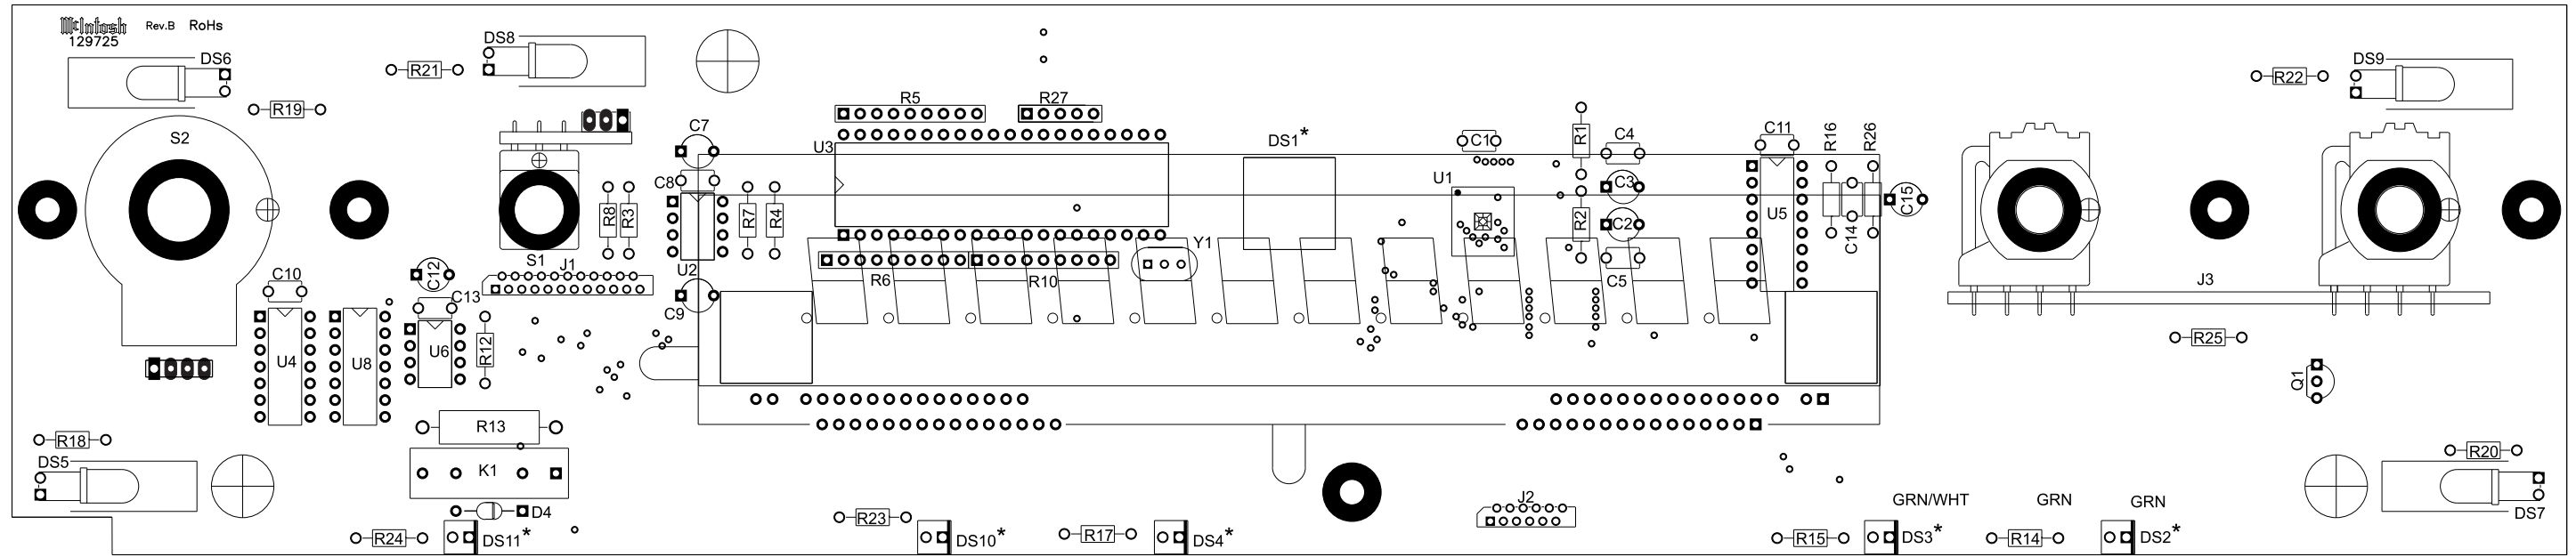 McIntosh Rev.B RoHs
129725
DS6
DS8
DS9
R21
R22
R19
R5
R27
S2
C7
U3
DS1*
C1
R1
C4
C11
R16
R26
C8
U1
C3
C15
R8
R3
R7
R4
R2
C2
U5
C14
S1
J1
U2
Y1
C10
C12
C13
R6
R10
C5
J3
C9
U4
U8
U6
R12
R25
Q1
R18
R13
DS5
K1
R20
D4
R23
J2
GRN/WHT
GRN
GRN
DS7
R24
DS11*
DS10*
R17
DS4*
R15
DS3*
R14
DS2*